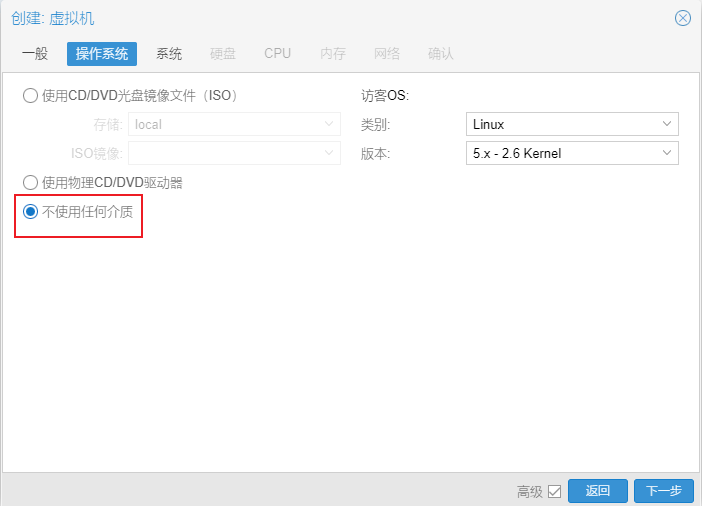 创建: 虚拟机
一般 操作系统 系统 硬盘 CPU 内存 网络 确认
使用CD/DVD光盘镜像文件（ISO） 访客OS:
存储: local 类别: Linux
ISO镜像: 版本: 5.x - 2.6 Kernel
使用物理CD/DVD驱动器
不使用任何介质
高级 返回 下一步